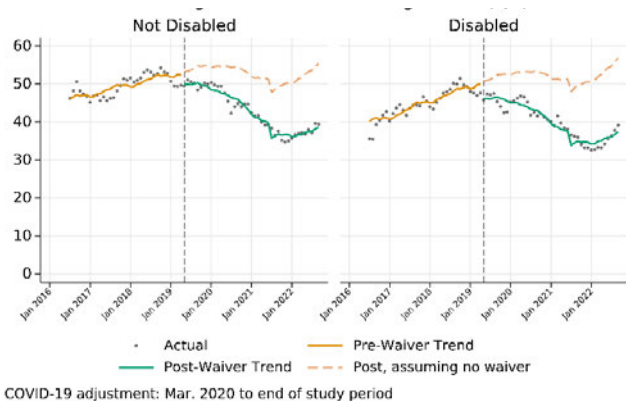 Not Disabled
Disabled
60
50
40
30
20
10
0
Jan 2016
Jan 2017
Jan 2018
Jan 2019
Jan 2020
Jan 2021
Jan 2022
Jan 2016
Jan 2017
Jan 2018
Jan 2019
Jan 2020
Jan 2021
Jan 2022
Actual
Pre-Waiver Trend
Post-Waiver Trend
Post, assuming no waiver
COVID-19 adjustment: Mar. 2020 to end of study period